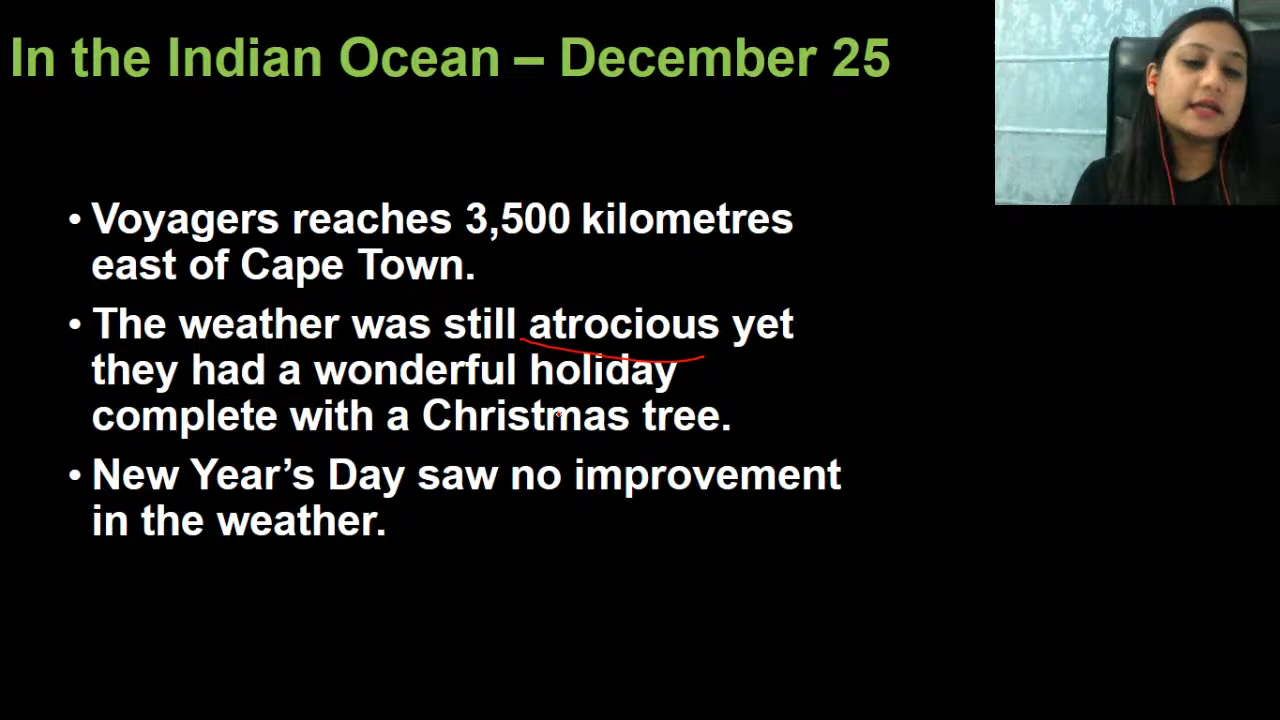 In the Indian Ocean – December 25
• Voyagers reaches 3,500 kilometres
east of Cape Town.
• The weather was still atrocious yet
they had a wonderful holiday
complete with a Christmas tree.
• New Year’s Day saw no improvement
in the weather.